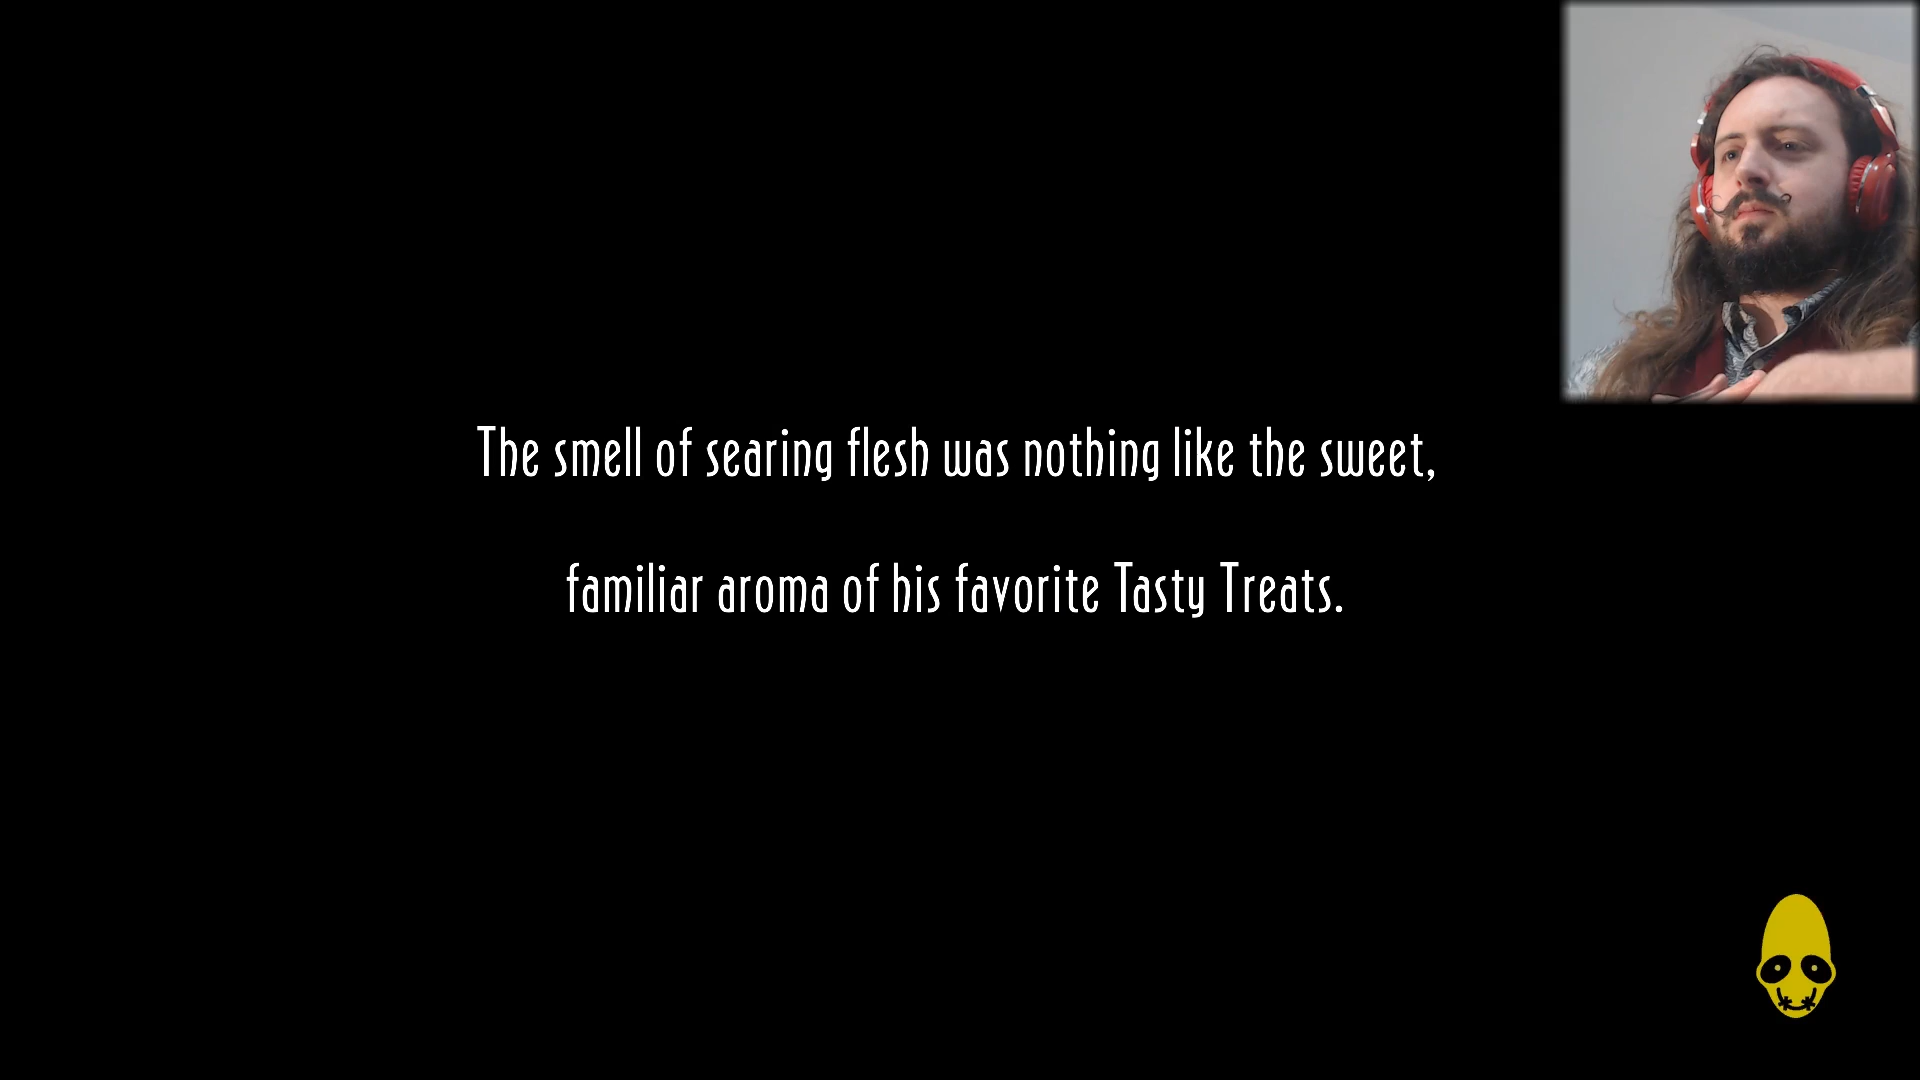 The smell of searing flesh was nothing like the sweet,
familiar aroma of his favorite Tasty Treats.